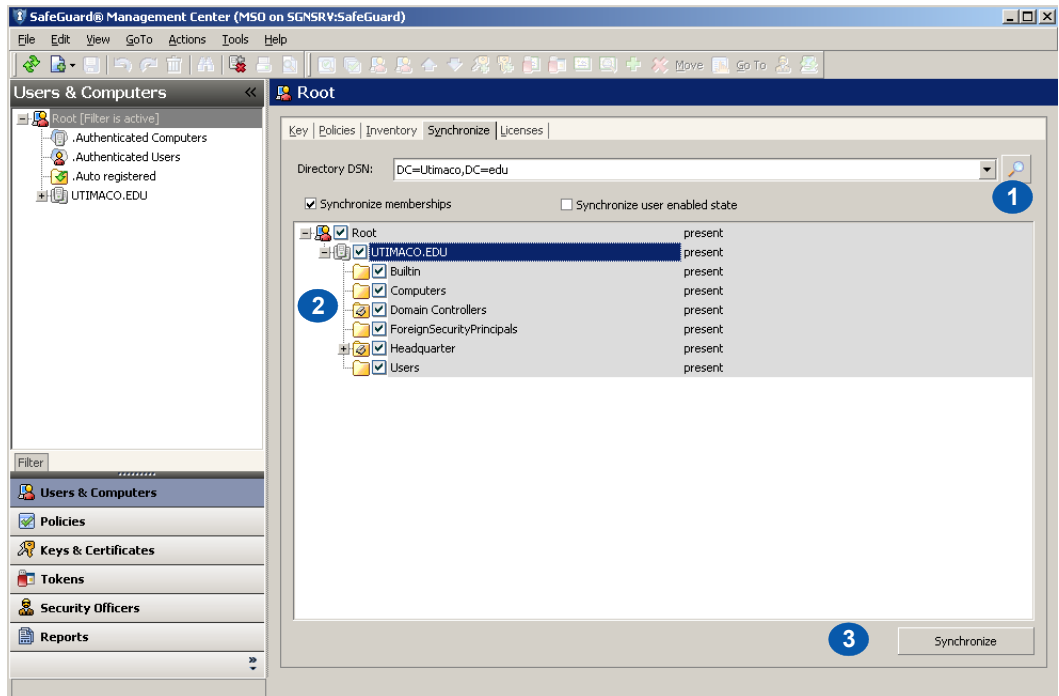 SafeGuard® Management Center (MSO on SGNSRV:SafeGuard)
File Edit View GoTo Actions Tools Help
Move Go To
Users & Computers «
Root
Root [Filter is active]
.Authenticated Computers
.Authenticated Users
.Auto registered
UTIMACO.EDU
Key Policies Inventory Synchronize Licenses
Directory DSN: DC=Utimaco,DC=edu
1
Synchronize memberships Synchronize user enabled state
Root present
UTIMACO.EDU present
Builtin present
Computers present
2
Domain Controllers present
ForeignSecurityPrincipals present
Headquarter present
Users present
Filter
Users & Computers
Policies
Keys & Certificates
Tokens
Security Officers
Reports
3
Synchronize